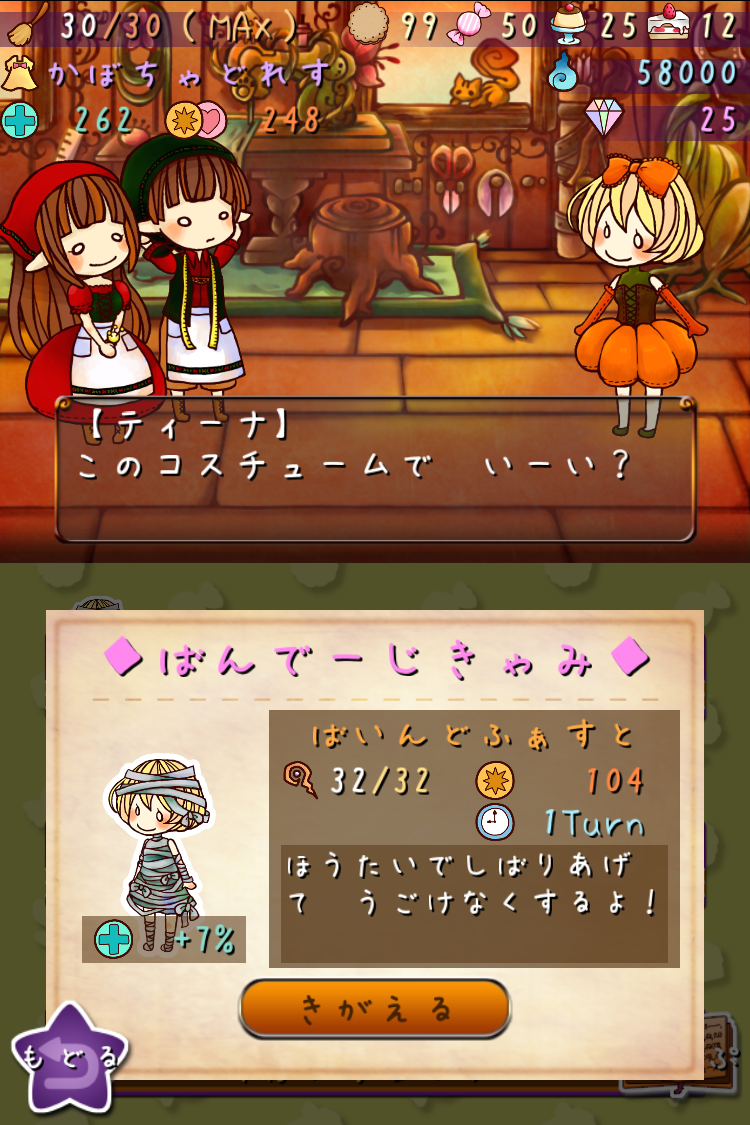 30/30 (MAX) 99 50 25 12
かぼちゃどれす 58000
262 248 25
【ティーナ】
このコスチュームで いーい？
◆ばんでーじきゃみ◆
ばいんどふぁすと
32/32 104
1Turn
ほうたいでしばりあげ
て うごけなくするよ！
+7%
きがえる
もどる